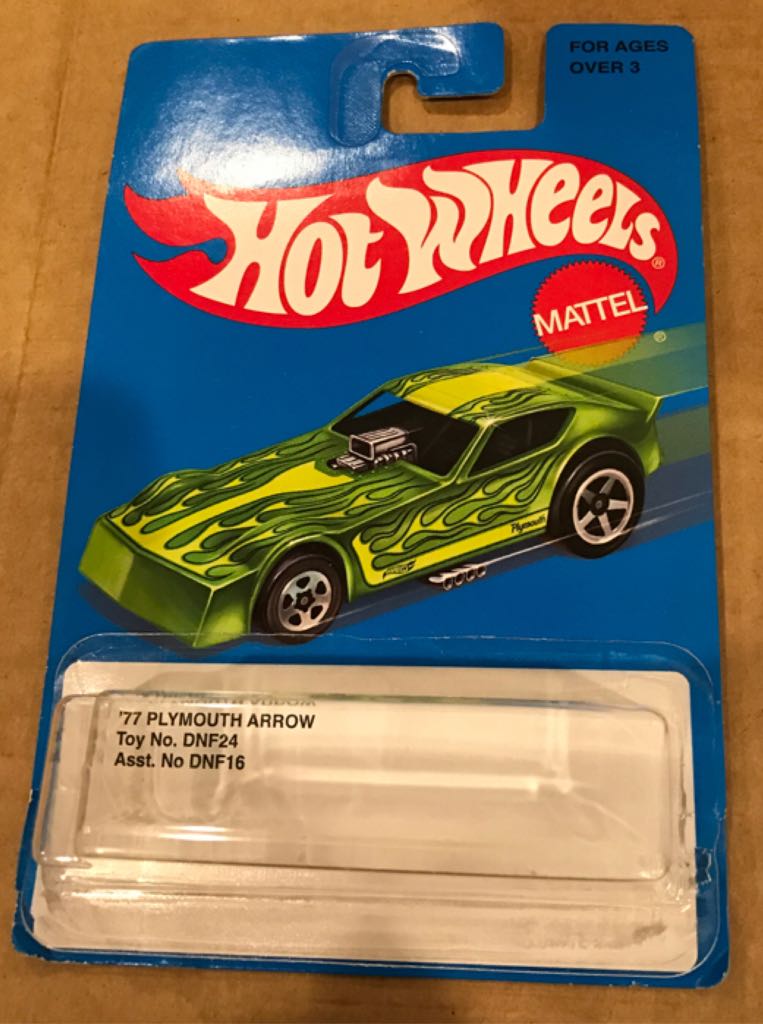 FOR AGES
OVER 3
HOT WHEELS®
MATTEL
®
Plymouth
'77 PLYMOUTH ARROW
Toy No. DNF24
Asst. No DNF16